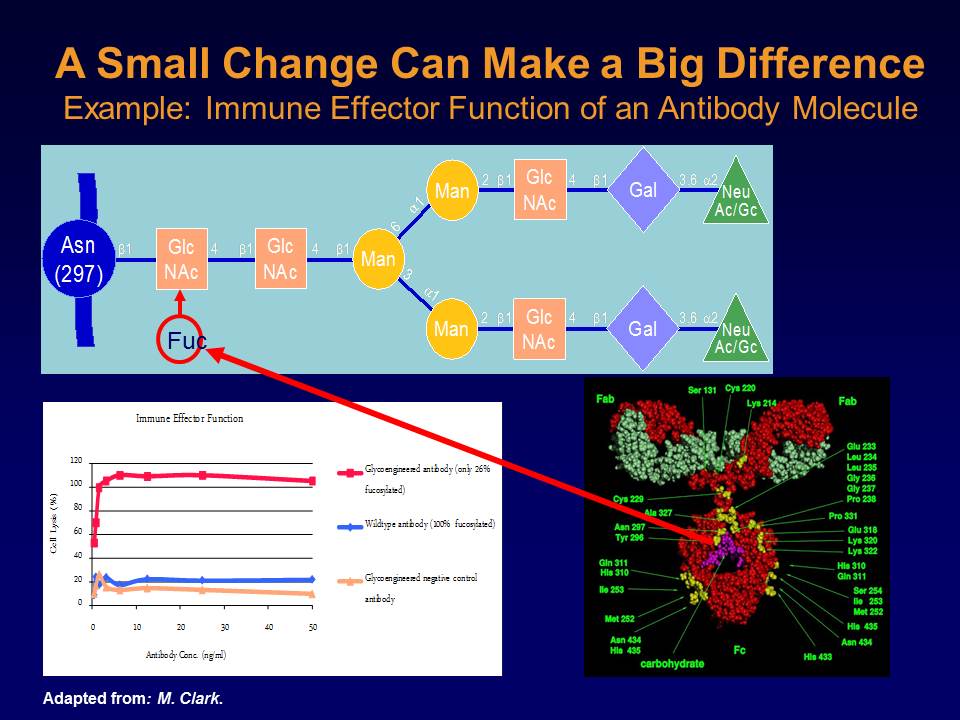 A Small Change Can Make a Big Difference
Example: Immune Effector Function of an Antibody Molecule
Asn
(297)
β1
Glc
NAc
4
β1
Glc
NAc
4
β1
Man
6
α1
Man
2
β1
Glc
NAc
4
β1
Gal
3.6
α2
Neu
Ac/Gc
3
α1
Man
2
β1
Glc
NAc
4
β1
Gal
3.6
α2
Neu
Ac/Gc
Fuc
Immune Effector Function
Cell Lysis (%)
120
100
80
60
40
20
0
0 10 20 30 40 50
Antibody Conc. (ng/ml)
Glycoengineered antibody (only 26%
fucosylated)
Wildtype antibody (100% fucosylated)
Glycoengineered negative control
antibody
Fab
Ser 131
Cys 220
Lys 214
Fab
Glu 233
Leu 234
Leu 235
Gly 236
Gly 237
Pro 238
Cys 229
Ala 327
Asn 297
Tyr 296
Pro 331
Glu 318
Lys 320
Lys 322
Gln 311
His 310
Ile 253
Met 252
Asn 434
His 435
His 310
Gln 311
Ser 254
Ile 253
Met 252
His 435
Asn 434
His 433
carbohydrate
Fc
Adapted from: M. Clark.